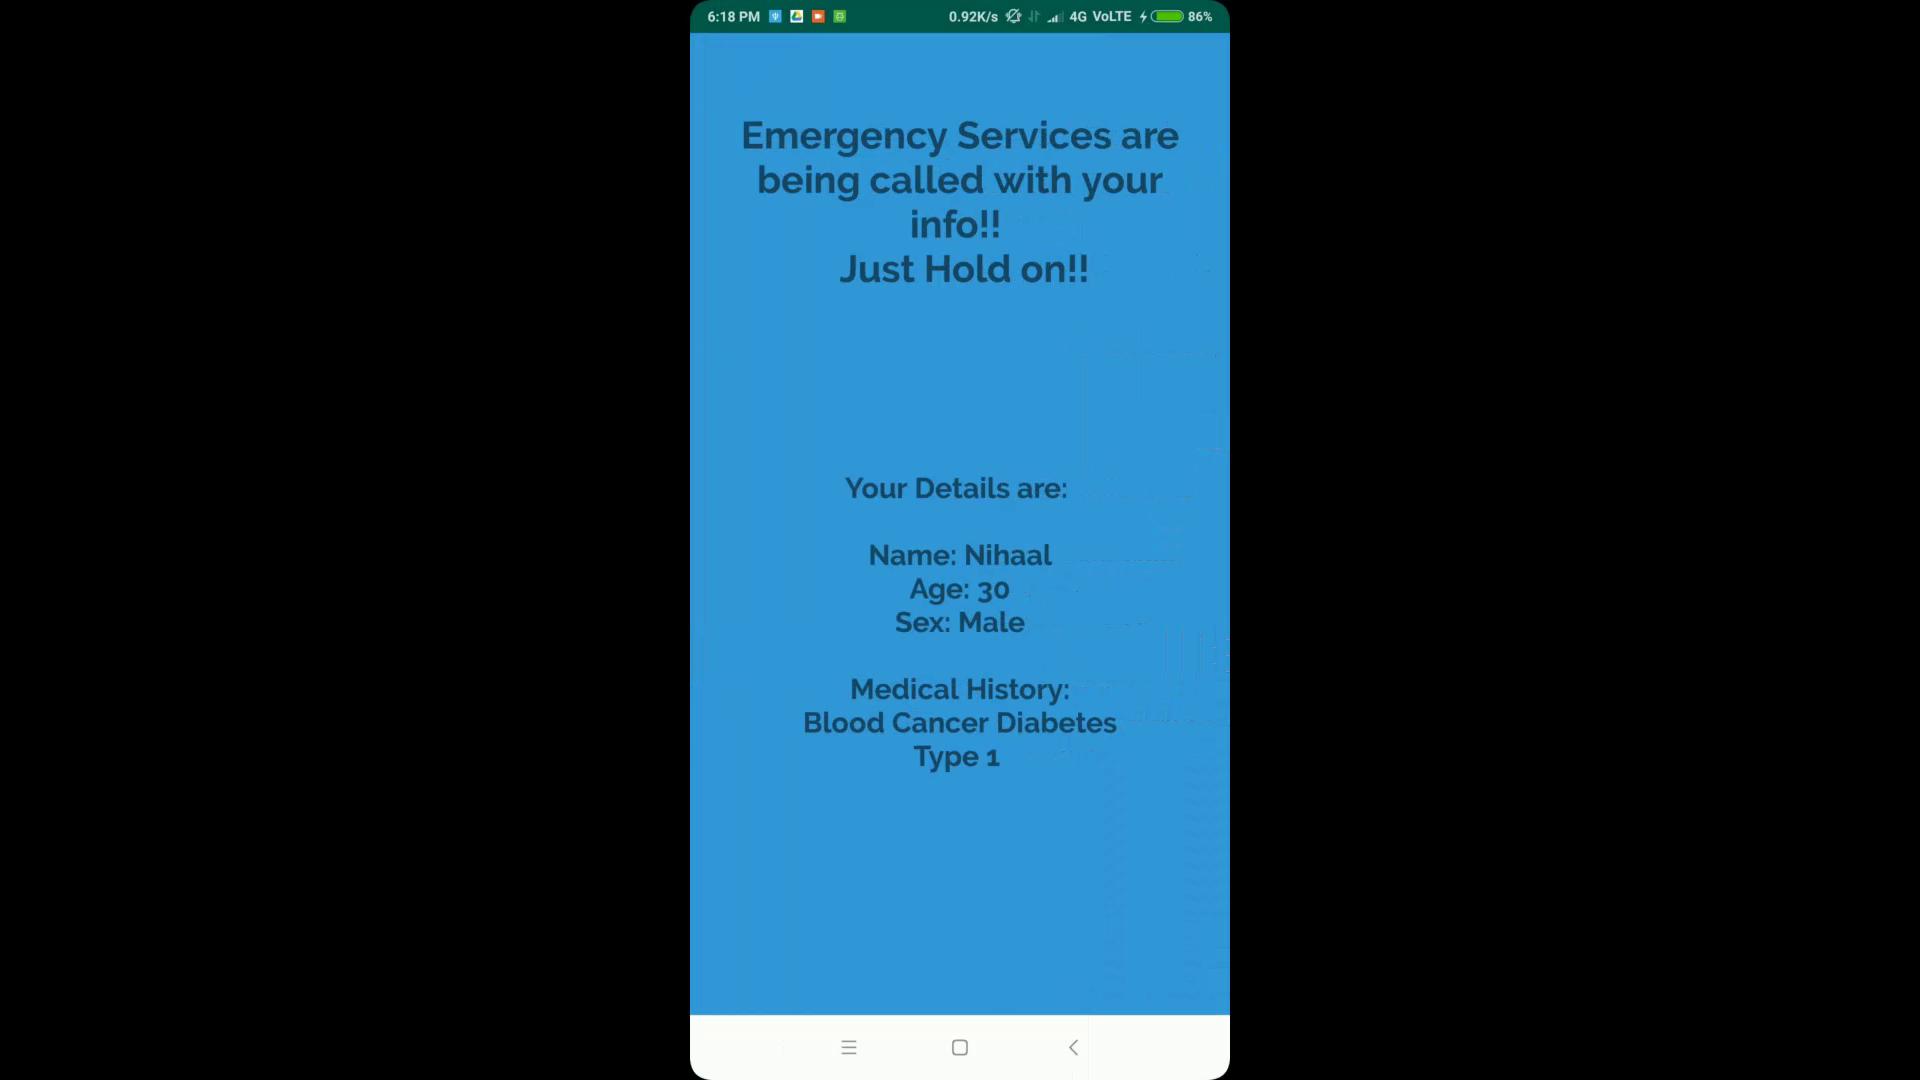 6:18 PM 0.92K/s 4G VoLTE 86%
Emergency Services are
being called with your
info!!
Just Hold on!!
Your Details are:
Name: Nihaal
Age: 30
Sex: Male
Medical History:
Blood Cancer Diabetes
Type 1